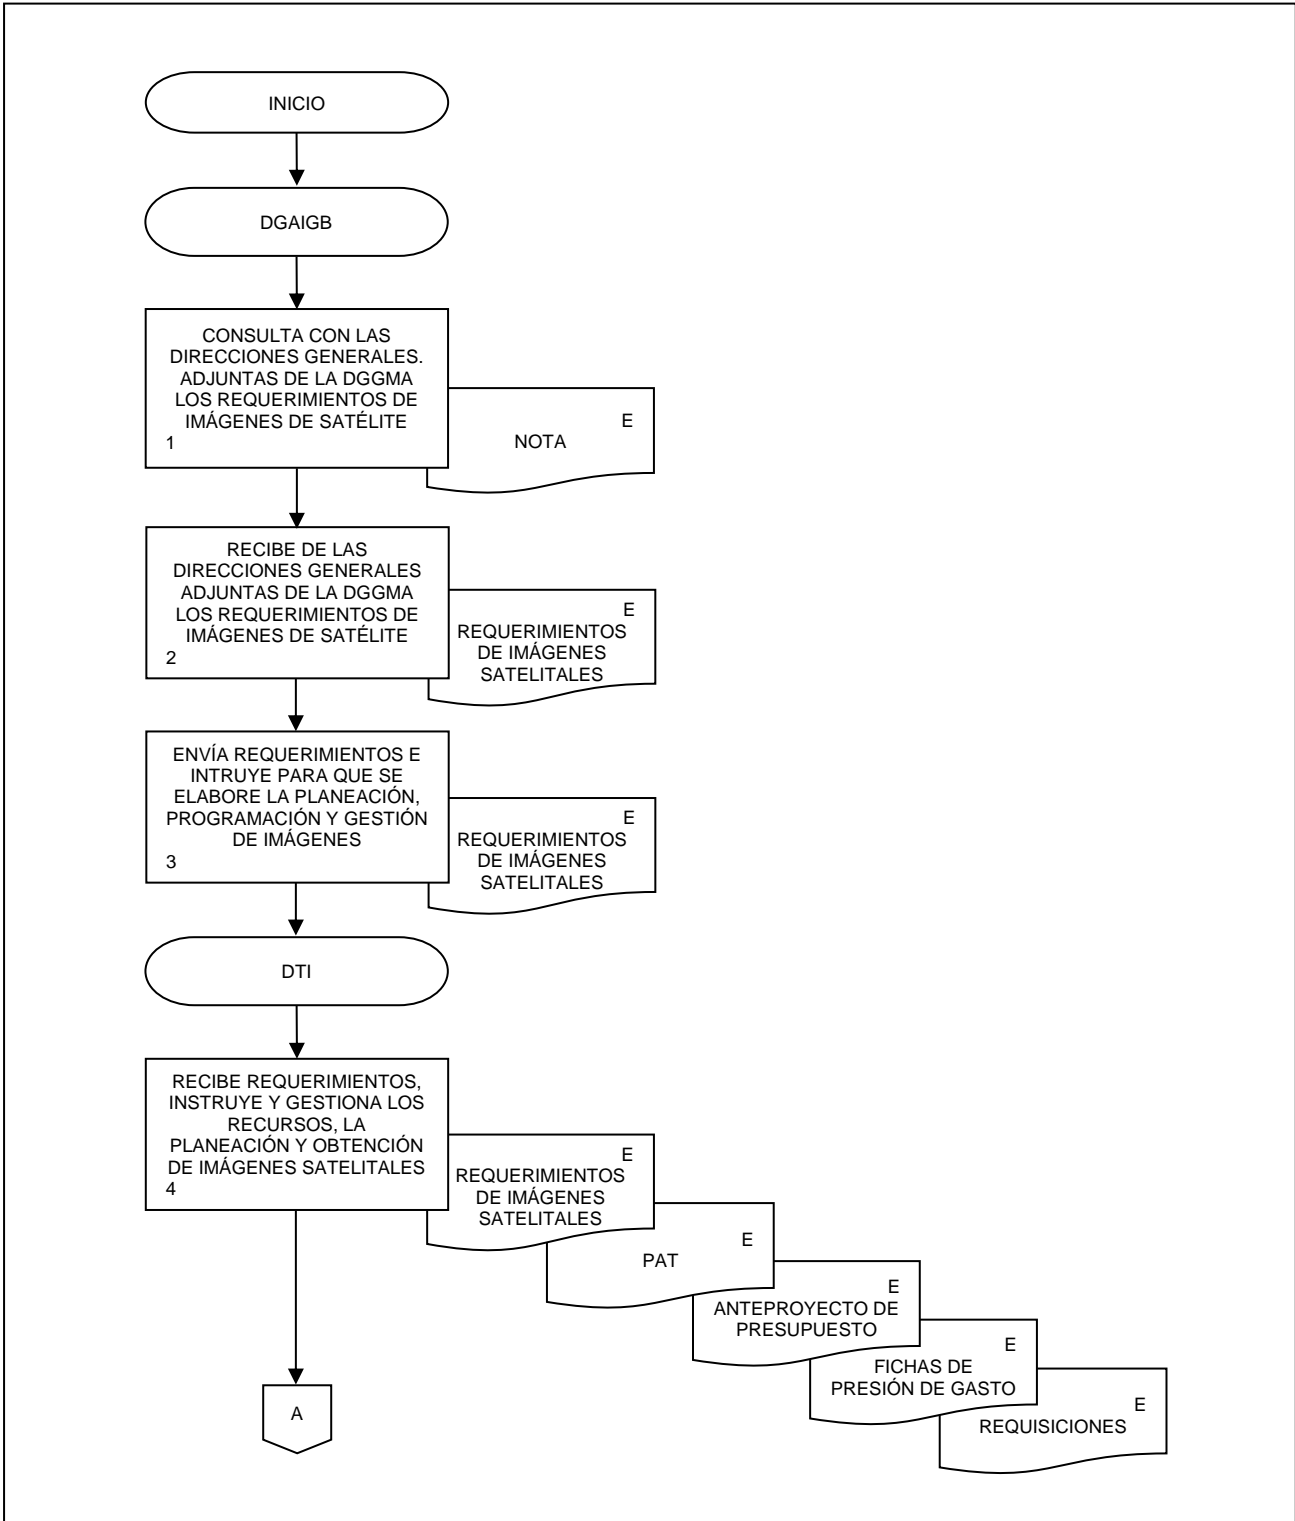 INICIO
DGAIGB
CONSULTA CON LAS
DIRECCIONES GENERALES.
ADJUNTAS DE LA DGGMA
LOS REQUERIMIENTOS DE
IMÁGENES DE SATÉLITE
1
E
NOTA
RECIBE DE LAS
DIRECCIONES GENERALES
ADJUNTAS DE LA DGGMA
LOS REQUERIMIENTOS DE
IMÁGENES DE SATÉLITE
2
E
REQUERIMIENTOS
DE IMÁGENES
SATELITALES
ENVÍA REQUERIMIENTOS E
INTRUYE PARA QUE SE
ELABORE LA PLANEACIÓN,
PROGRAMACIÓN Y GESTIÓN
DE IMÁGENES
3
E
REQUERIMIENTOS
DE IMÁGENES
SATELITALES
DTI
RECIBE REQUERIMIENTOS,
INSTRUYE Y GESTIONA LOS
RECURSOS, LA
PLANEACIÓN Y OBTENCIÓN
DE IMÁGENES SATELITALES
4
E
REQUERIMIENTOS
DE IMÁGENES
SATELITALES
E
PAT
E
ANTEPROYECTO DE
PRESUPUESTO
E
FICHAS DE
PRESIÓN DE GASTO
E
REQUISICIONES
A